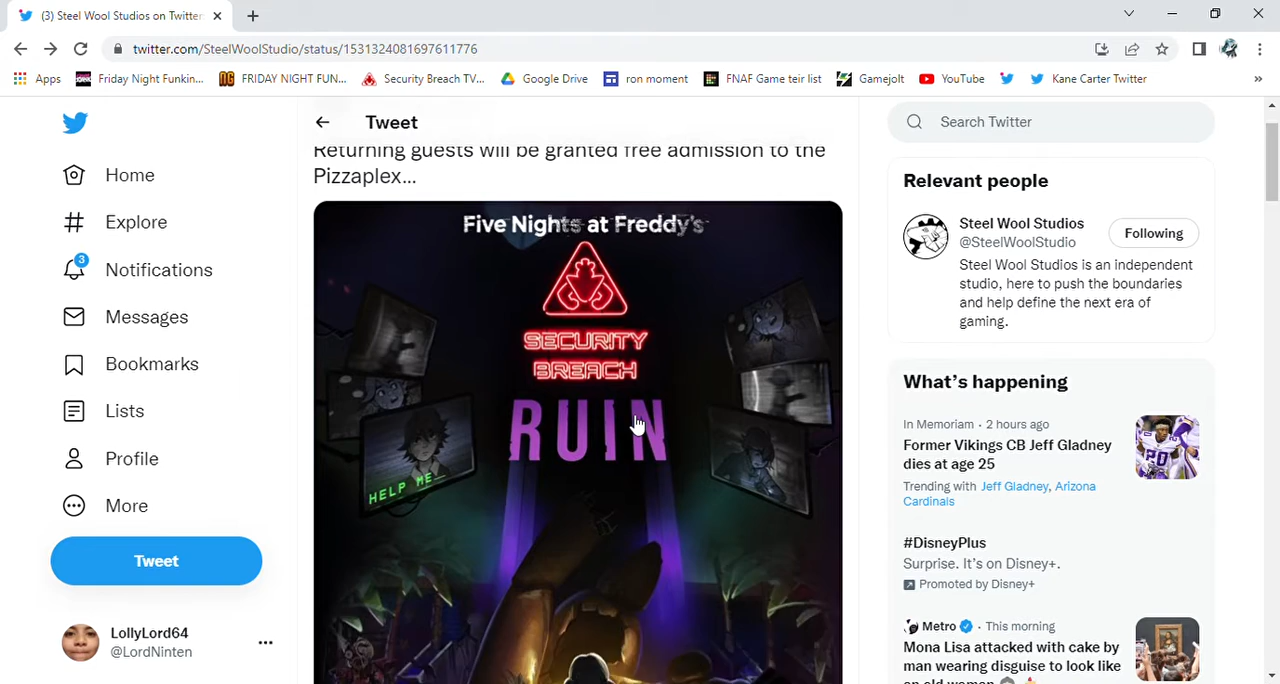 (3) Steel Wool Studios on Twitter
twitter.com/SteelWoolStudio/status/1531324081697611776
Apps
Friday Night Funkin...
FRIDAY NIGHT FUN...
Security Breach TV...
Google Drive
ron moment
FNAF Game teir list
Gamejolt
YouTube
Kane Carter Twitter
»
Home
Explore
3
Notifications
Messages
Bookmarks
Lists
Profile
More
Tweet
LollyLord64
@LordNinten
Tweet
Returning guests will be granted free admission to the
Pizzaplex...
Five Nights at Freddy's
SECURITY
BREACH
RUIN
HELP ME
Search Twitter
Relevant people
Steel Wool Studios
@SteelWoolStudio
Following
Steel Wool Studios is an independent
studio, here to push the boundaries
and help define the next era of
gaming.
What's happening
In Memoriam · 2 hours ago
Former Vikings CB Jeff Gladney
dies at age 25
Trending with Jeff Gladney, Arizona
Cardinals
#DisneyPlus
Surprise. It's on Disney+.
Promoted by Disney+
Metro · This morning
Mona Lisa attacked with cake by
man wearing disguise to look like
an old woman